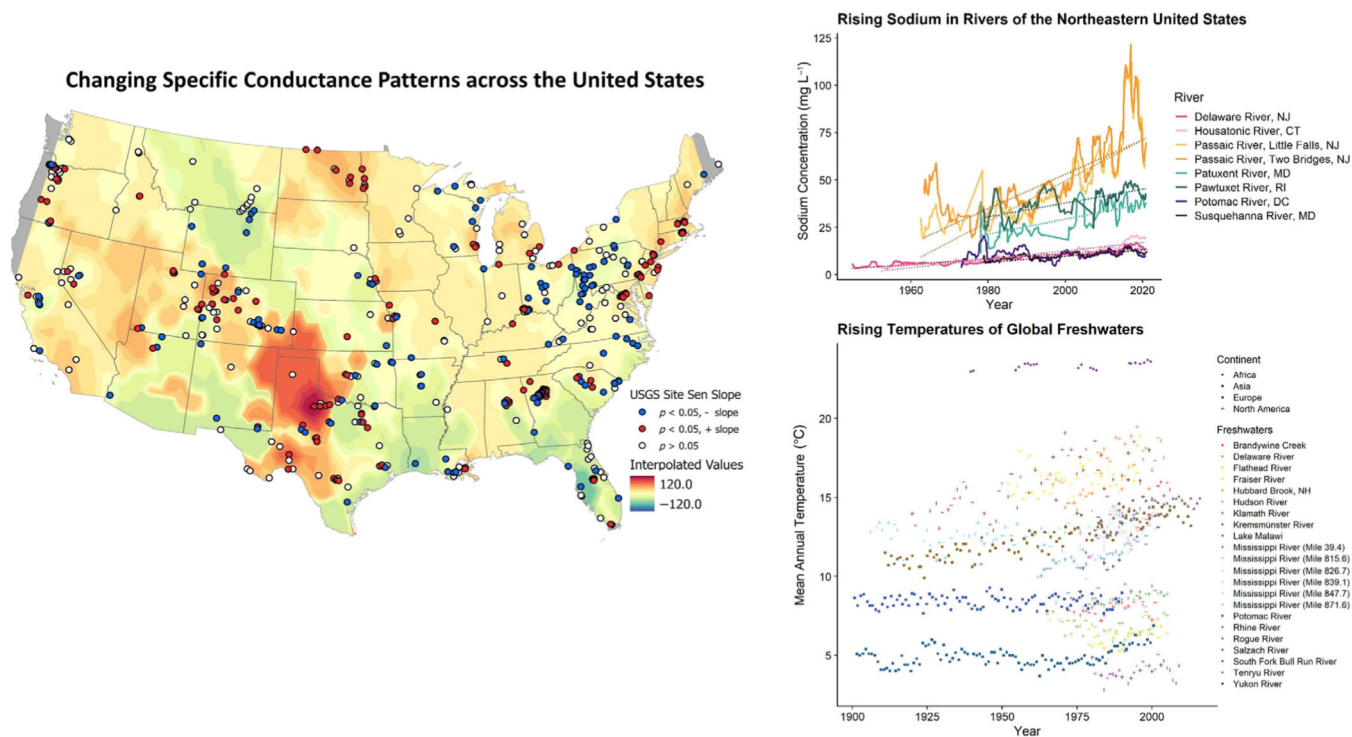 Changing Specific Conductance Patterns across the United States
USGS Site Sen Slope
p < 0.05, - slope
p < 0.05, + slope
p > 0.05
Interpolated Values
120.0
−120.0
Rising Sodium in Rivers of the Northeastern United States
Sodium Concentration (mg L−1)
125
100
75
50
25
0
1960
1980
2000
2020
Year
River
Delaware River, NJ
Housatonic River, CT
Passaic River, Little Falls, NJ
Passaic River, Two Bridges, NJ
Patuxent River, MD
Pawtuxet River, RI
Potomac River, DC
Susquehanna River, MD
Rising Temperatures of Global Freshwaters
Mean Annual Temperature (°C)
20
15
10
5
1900
1925
1950
1975
2000
Year
Continent
Africa
Asia
Europe
North America
Freshwaters
Brandywine Creek
Delaware River
Flathead River
Fraiser River
Hubbard Brook, NH
Hudson River
Klamath River
Kremsmünster River
Lake Malawi
Mississippi River (Mile 39.4)
Mississippi River (Mile 815.6)
Mississippi River (Mile 826.7)
Mississippi River (Mile 839.1)
Mississippi River (Mile 847.7)
Mississippi River (Mile 871.6)
Potomac River
Rhine River
Rogue River
Salzach River
South Fork Bull Run River
Tenryu River
Yukon River